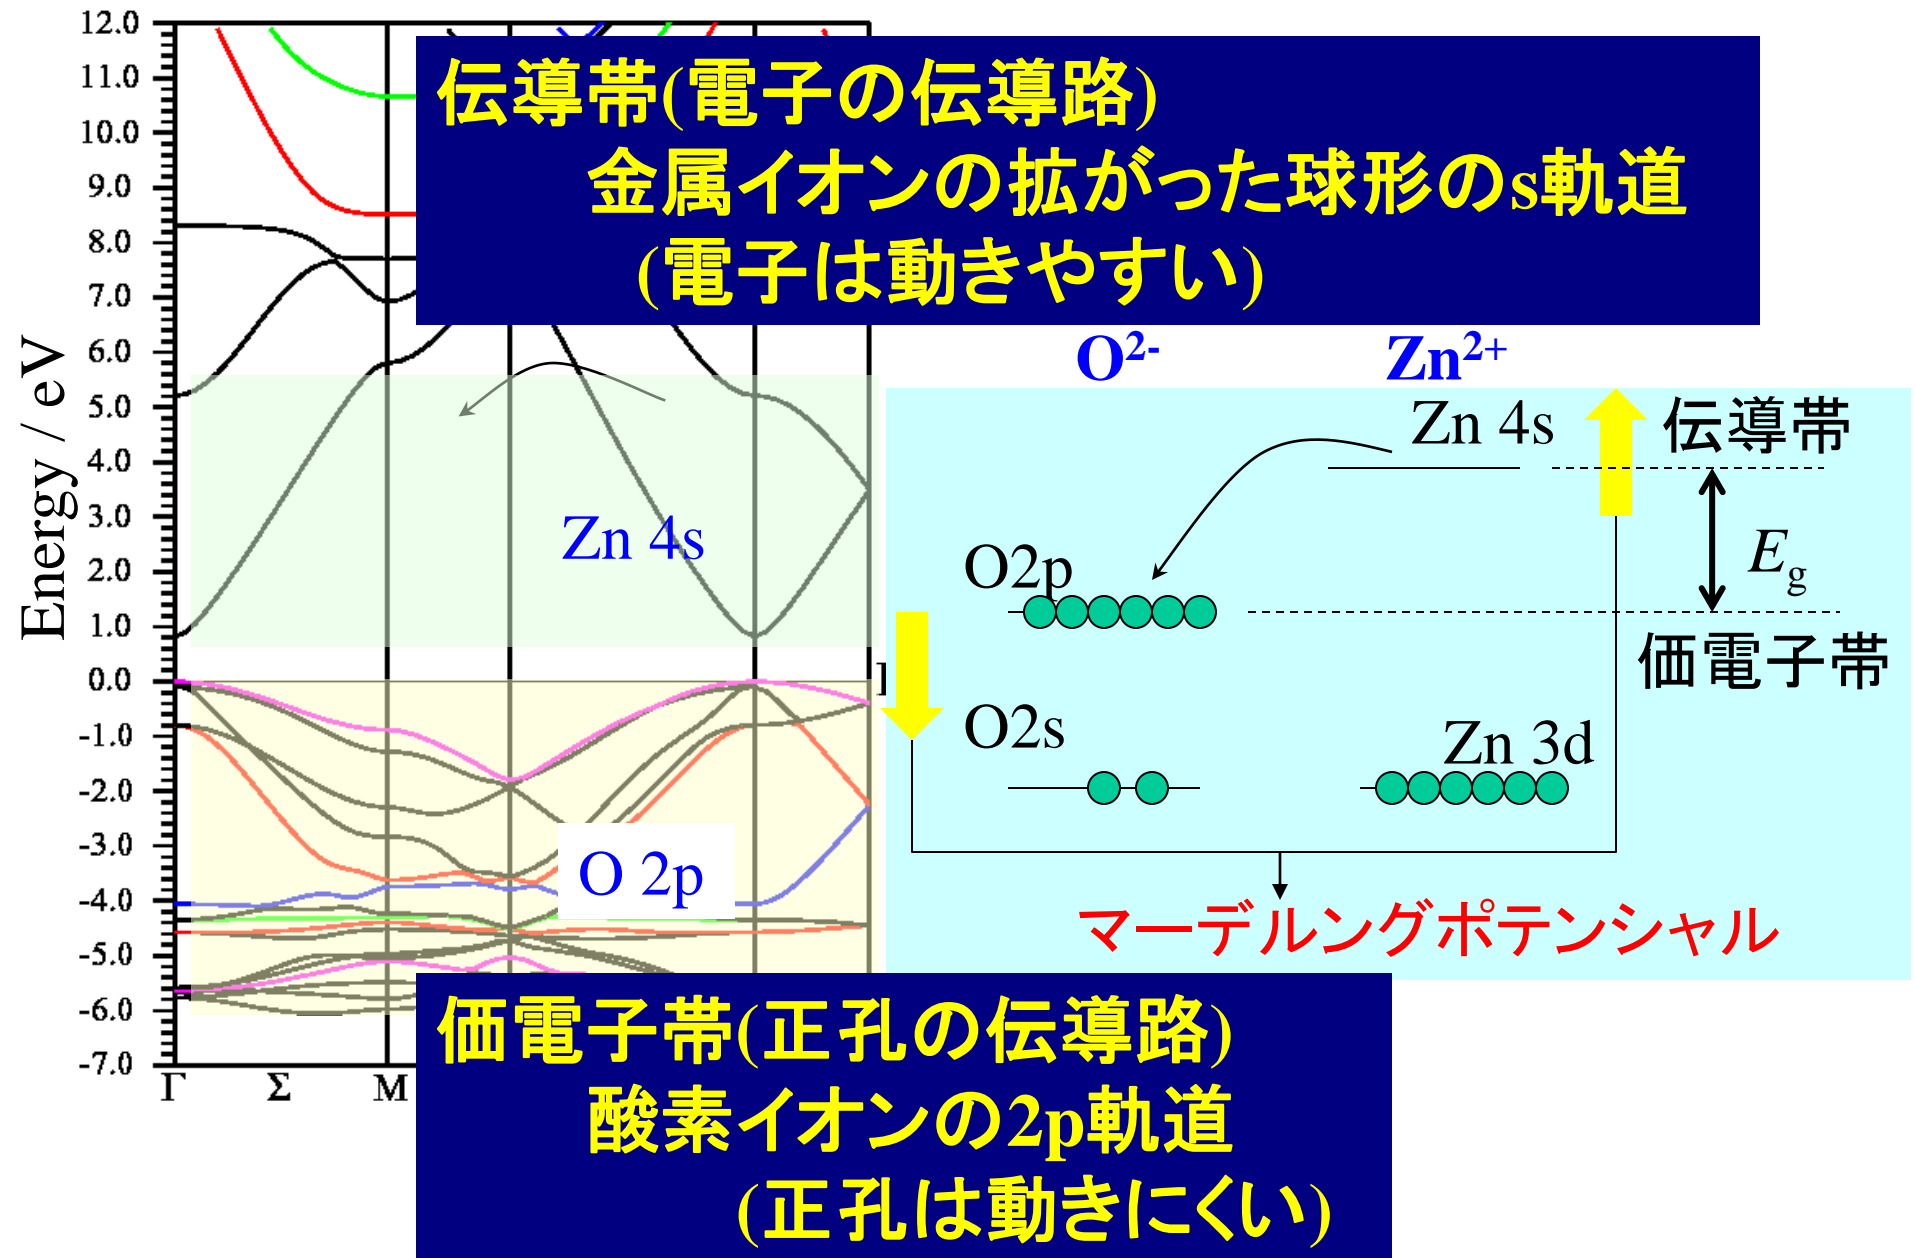 12.0
11.0
10.0
9.0
8.0
7.0
6.0
5.0
4.0
3.0
2.0
1.0
0.0
-1.0
-2.0
-3.0
-4.0
-5.0
-6.0
-7.0
Energy / eV
Γ Σ M
伝導帯(電子の伝導路)
金属イオンの拡がった球形のs軌道
(電子は動きやすい)
Zn 4s
O 2p
O2- Zn2+
Zn 4s 伝導帯
Eg
O2p
価電子帯
O2s Zn 3d
マーデルングポテンシャル
価電子帯(正孔の伝導路)
酸素イオンの2p軌道
(正孔は動きにくい)